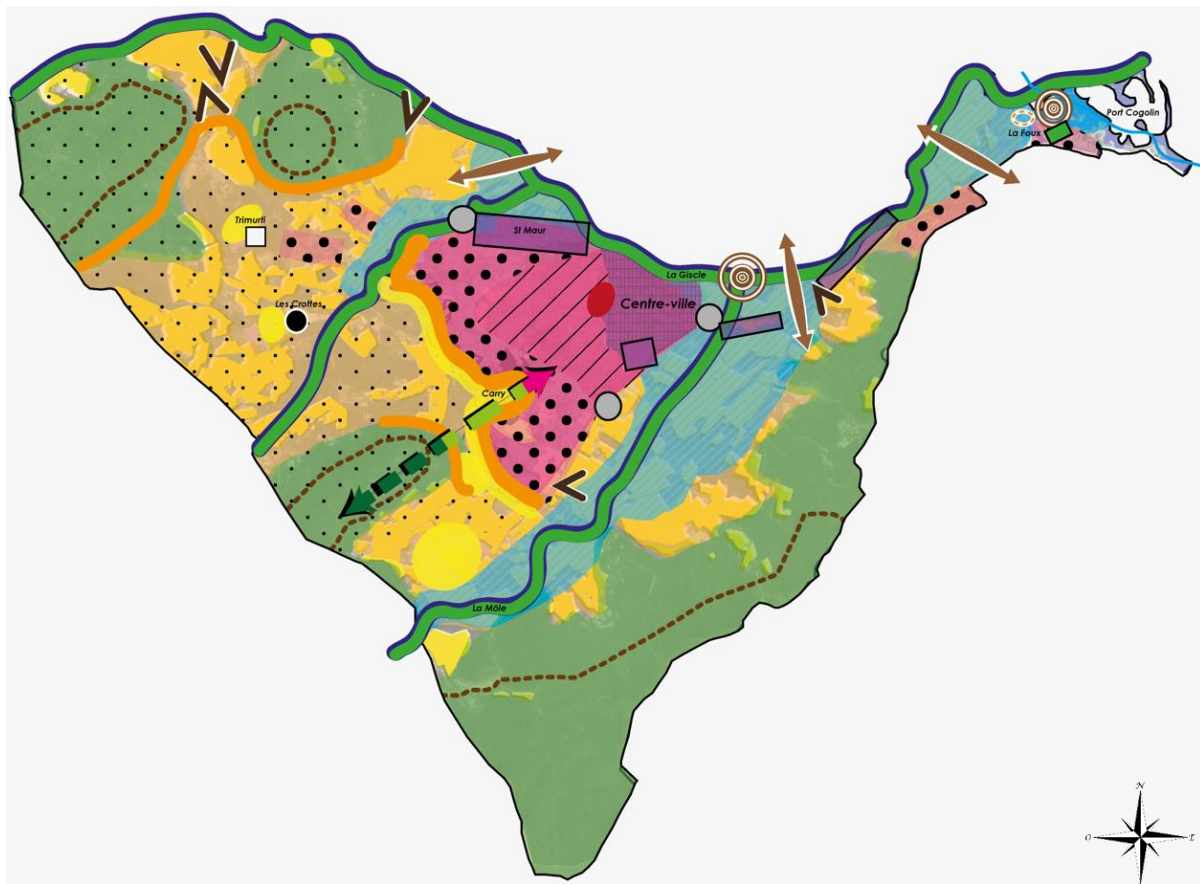 Port Cogolin
La Foux
Trimurti
St Maur
La Giscle
Les Crottes
Centre-ville
Carry
La Môle
N
O
E
S